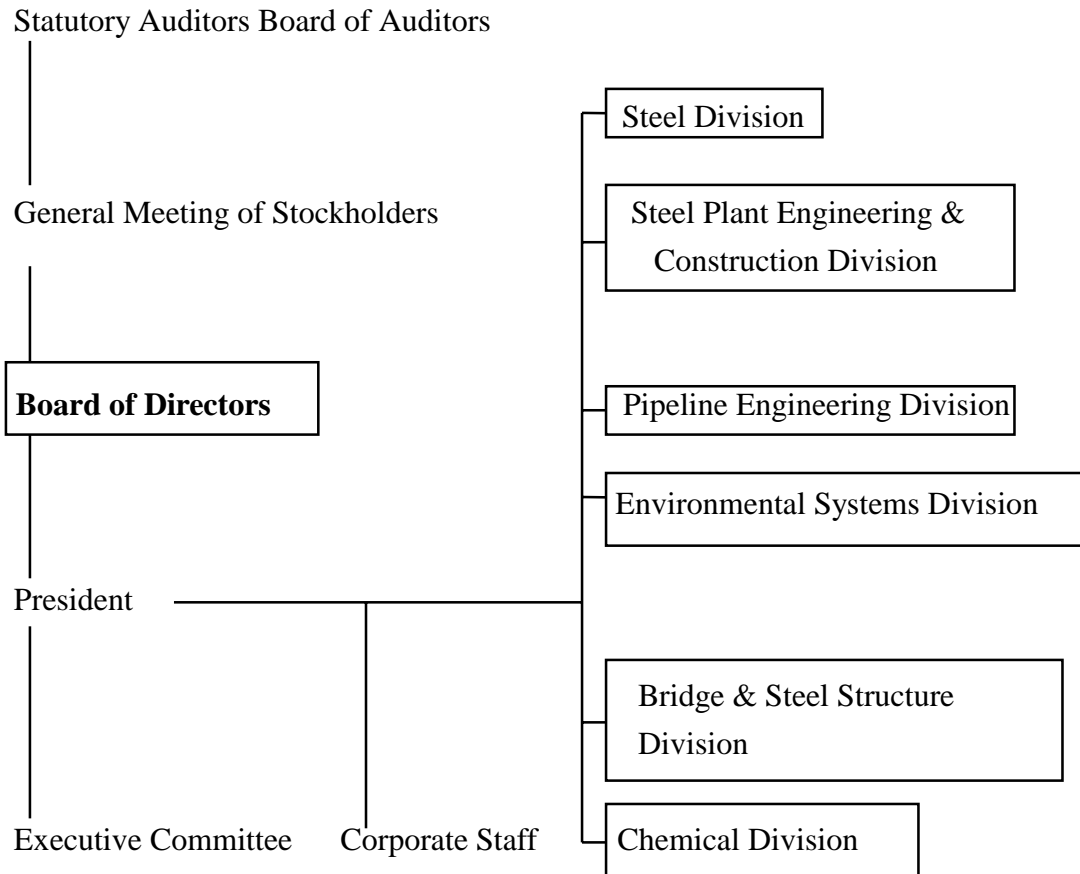 Statutory Auditors Board of Auditors
Steel Division
General Meeting of Stockholders
Steel Plant Engineering &
Construction Division
Board of Directors
Pipeline Engineering Division
Environmental Systems Division
President
Bridge & Steel Structure
Division
Executive Committee
Corporate Staff
Chemical Division